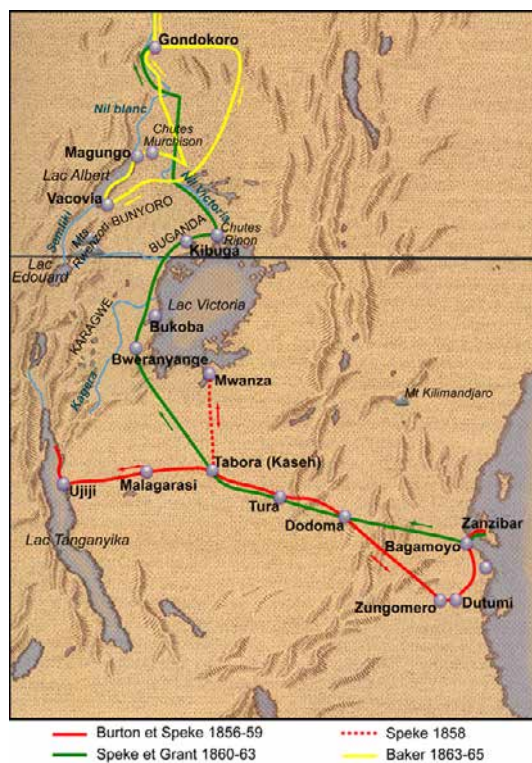 Gondokoro
Nil blanc
Chutes
Murchison
Magungo
Lac Albert
Vacovia
BUNYORO
Nil Victoria
Semliki
Mts
Rwenzori
BUGANDA
Chutes
Ripon
Kibuga
Lac
Edouard
Lac Victoria
KARAGWE
Bukoba
Bweranyange
Kagera
Mwanza
Mt Kilimandjaro
Tabora (Kaseh)
Ujiji
Malagarasi
Tura
Dodoma
Zanzibar
Bagamoyo
Lac Tanganyika
Zungomero
Dutumi
Burton et Speke 1856-59
Speke 1858
Speke et Grant 1860-63
Baker 1863-65